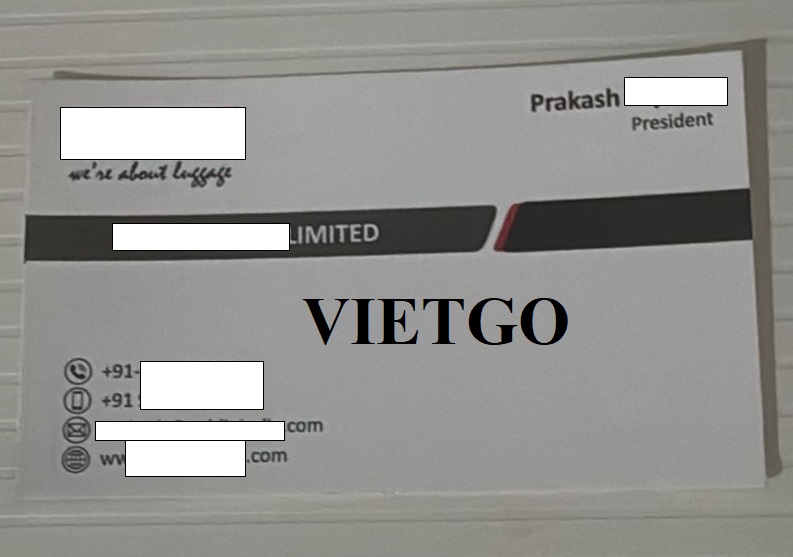 Prakash
President
we're about luggage
LIMITED
VIETGO
+91-
+91
.com
ww
.com